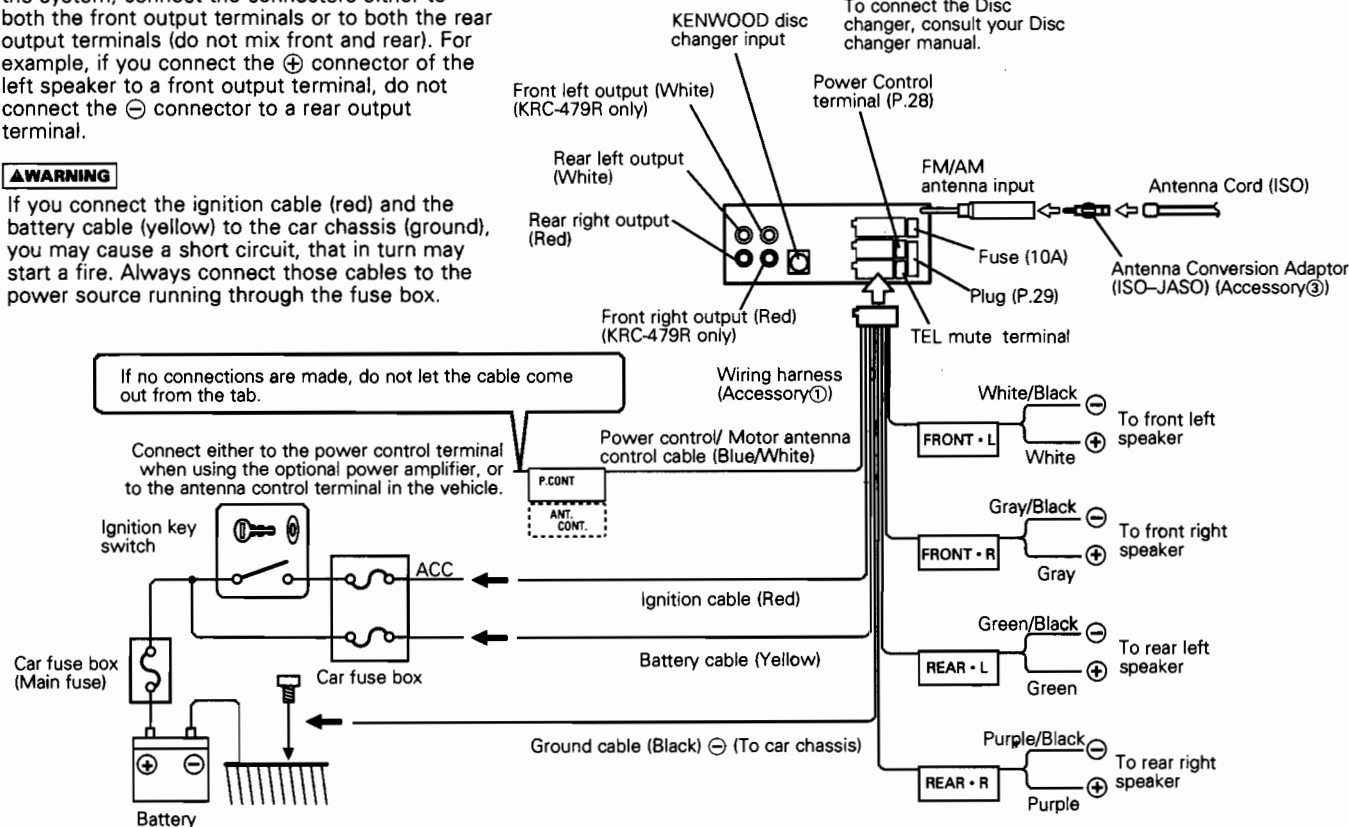 both the front output terminals or to both the rear
output terminals (do not mix front and rear). For
example, if you connect the ⊕ connector of the
left speaker to a front output terminal, do not
connect the ⊖ connector to a rear output
terminal.
▲WARNING
If you connect the ignition cable (red) and the
battery cable (yellow) to the car chassis (ground),
you may cause a short circuit, that in turn may
start a fire. Always connect those cables to the
power source running through the fuse box.
KENWOOD disc
changer input
To connect the Disc
changer, consult your Disc
changer manual.
Front left output (White)
(KRC-479R only)
Power Control
terminal (P.28)
Rear left output
(White)
Rear right output
(Red)
FM/AM
antenna input
Antenna Cord (ISO)
Fuse (10A)
Antenna Conversion Adaptor
(ISO–JASO) (Accessory③)
Plug (P.29)
Front right output (Red)
(KRC-479R only)
TEL mute terminal
If no connections are made, do not let the cable come
out from the tab.
Wiring harness
(Accessory①)
Connect either to the power control terminal
when using the optional power amplifier, or
to the antenna control terminal in the vehicle.
Power control/ Motor antenna
control cable (Blue/White)
P.CONT
ANT.
CONT.
White/Black ⊖
FRONT • L
White ⊕
To front left
speaker
Gray/Black ⊖
FRONT • R
Gray ⊕
To front right
speaker
Green/Black ⊖
REAR • L
Green ⊕
To rear left
speaker
Purple/Black ⊖
REAR • R
Purple ⊕
To rear right
speaker
Ignition key
switch
ACC
Ignition cable (Red)
Car fuse box
(Main fuse)
Car fuse box
Battery cable (Yellow)
Ground cable (Black) ⊖ (To car chassis)
⊕ ⊖
Battery